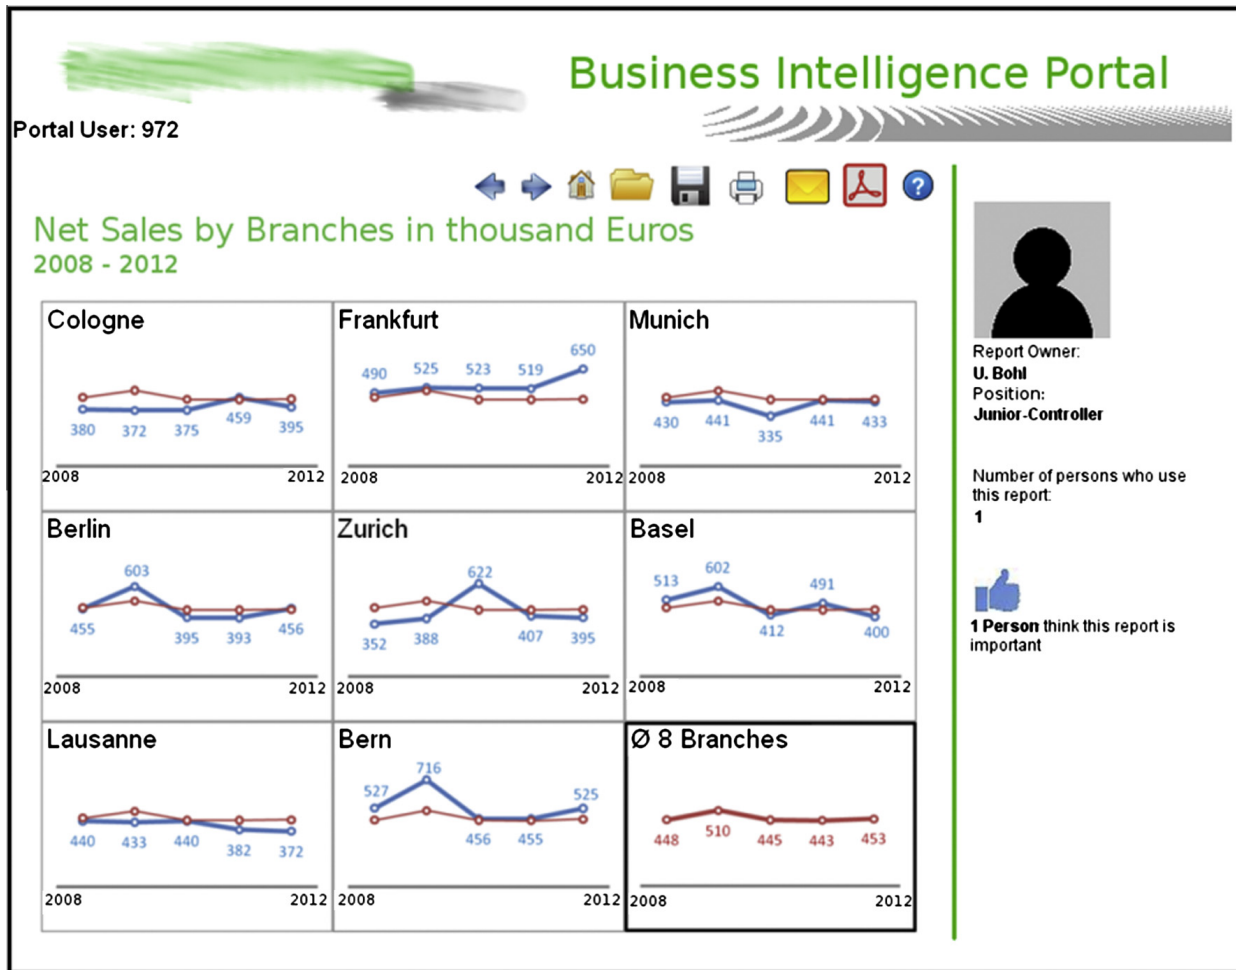 Business Intelligence Portal
Portal User: 972
?
Net Sales by Branches in thousand Euros
2008 - 2012
Cologne
380 372 375 459 395
2008 2012
Frankfurt
490 525 523 519 650
2008 2012
Munich
430 441 335 441 433
2008 2012
Berlin
455 603 395 393 456
2008 2012
Zurich
352 388 622 407 395
2008 2012
Basel
513 602 412 491 400
2008 2012
Lausanne
440 433 440 382 372
2008 2012
Bern
527 716 456 455 525
2008 2012
Ø 8 Branches
448 510 445 443 453
2008 2012
Report Owner:
U. Bohl
Position:
Junior-Controller
Number of persons who use
this report:
1
1 Person think this report is
important